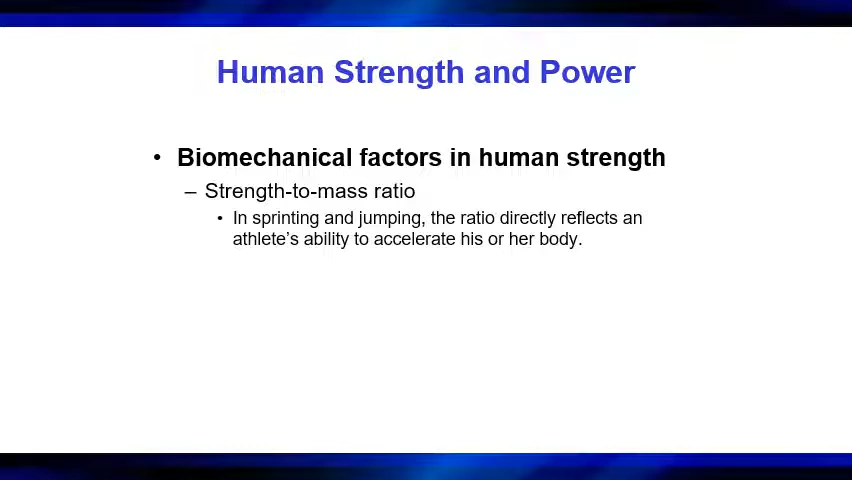 Human Strength and Power
• Biomechanical factors in human strength
– Strength-to-mass ratio
• In sprinting and jumping, the ratio directly reflects an
athlete’s ability to accelerate his or her body.